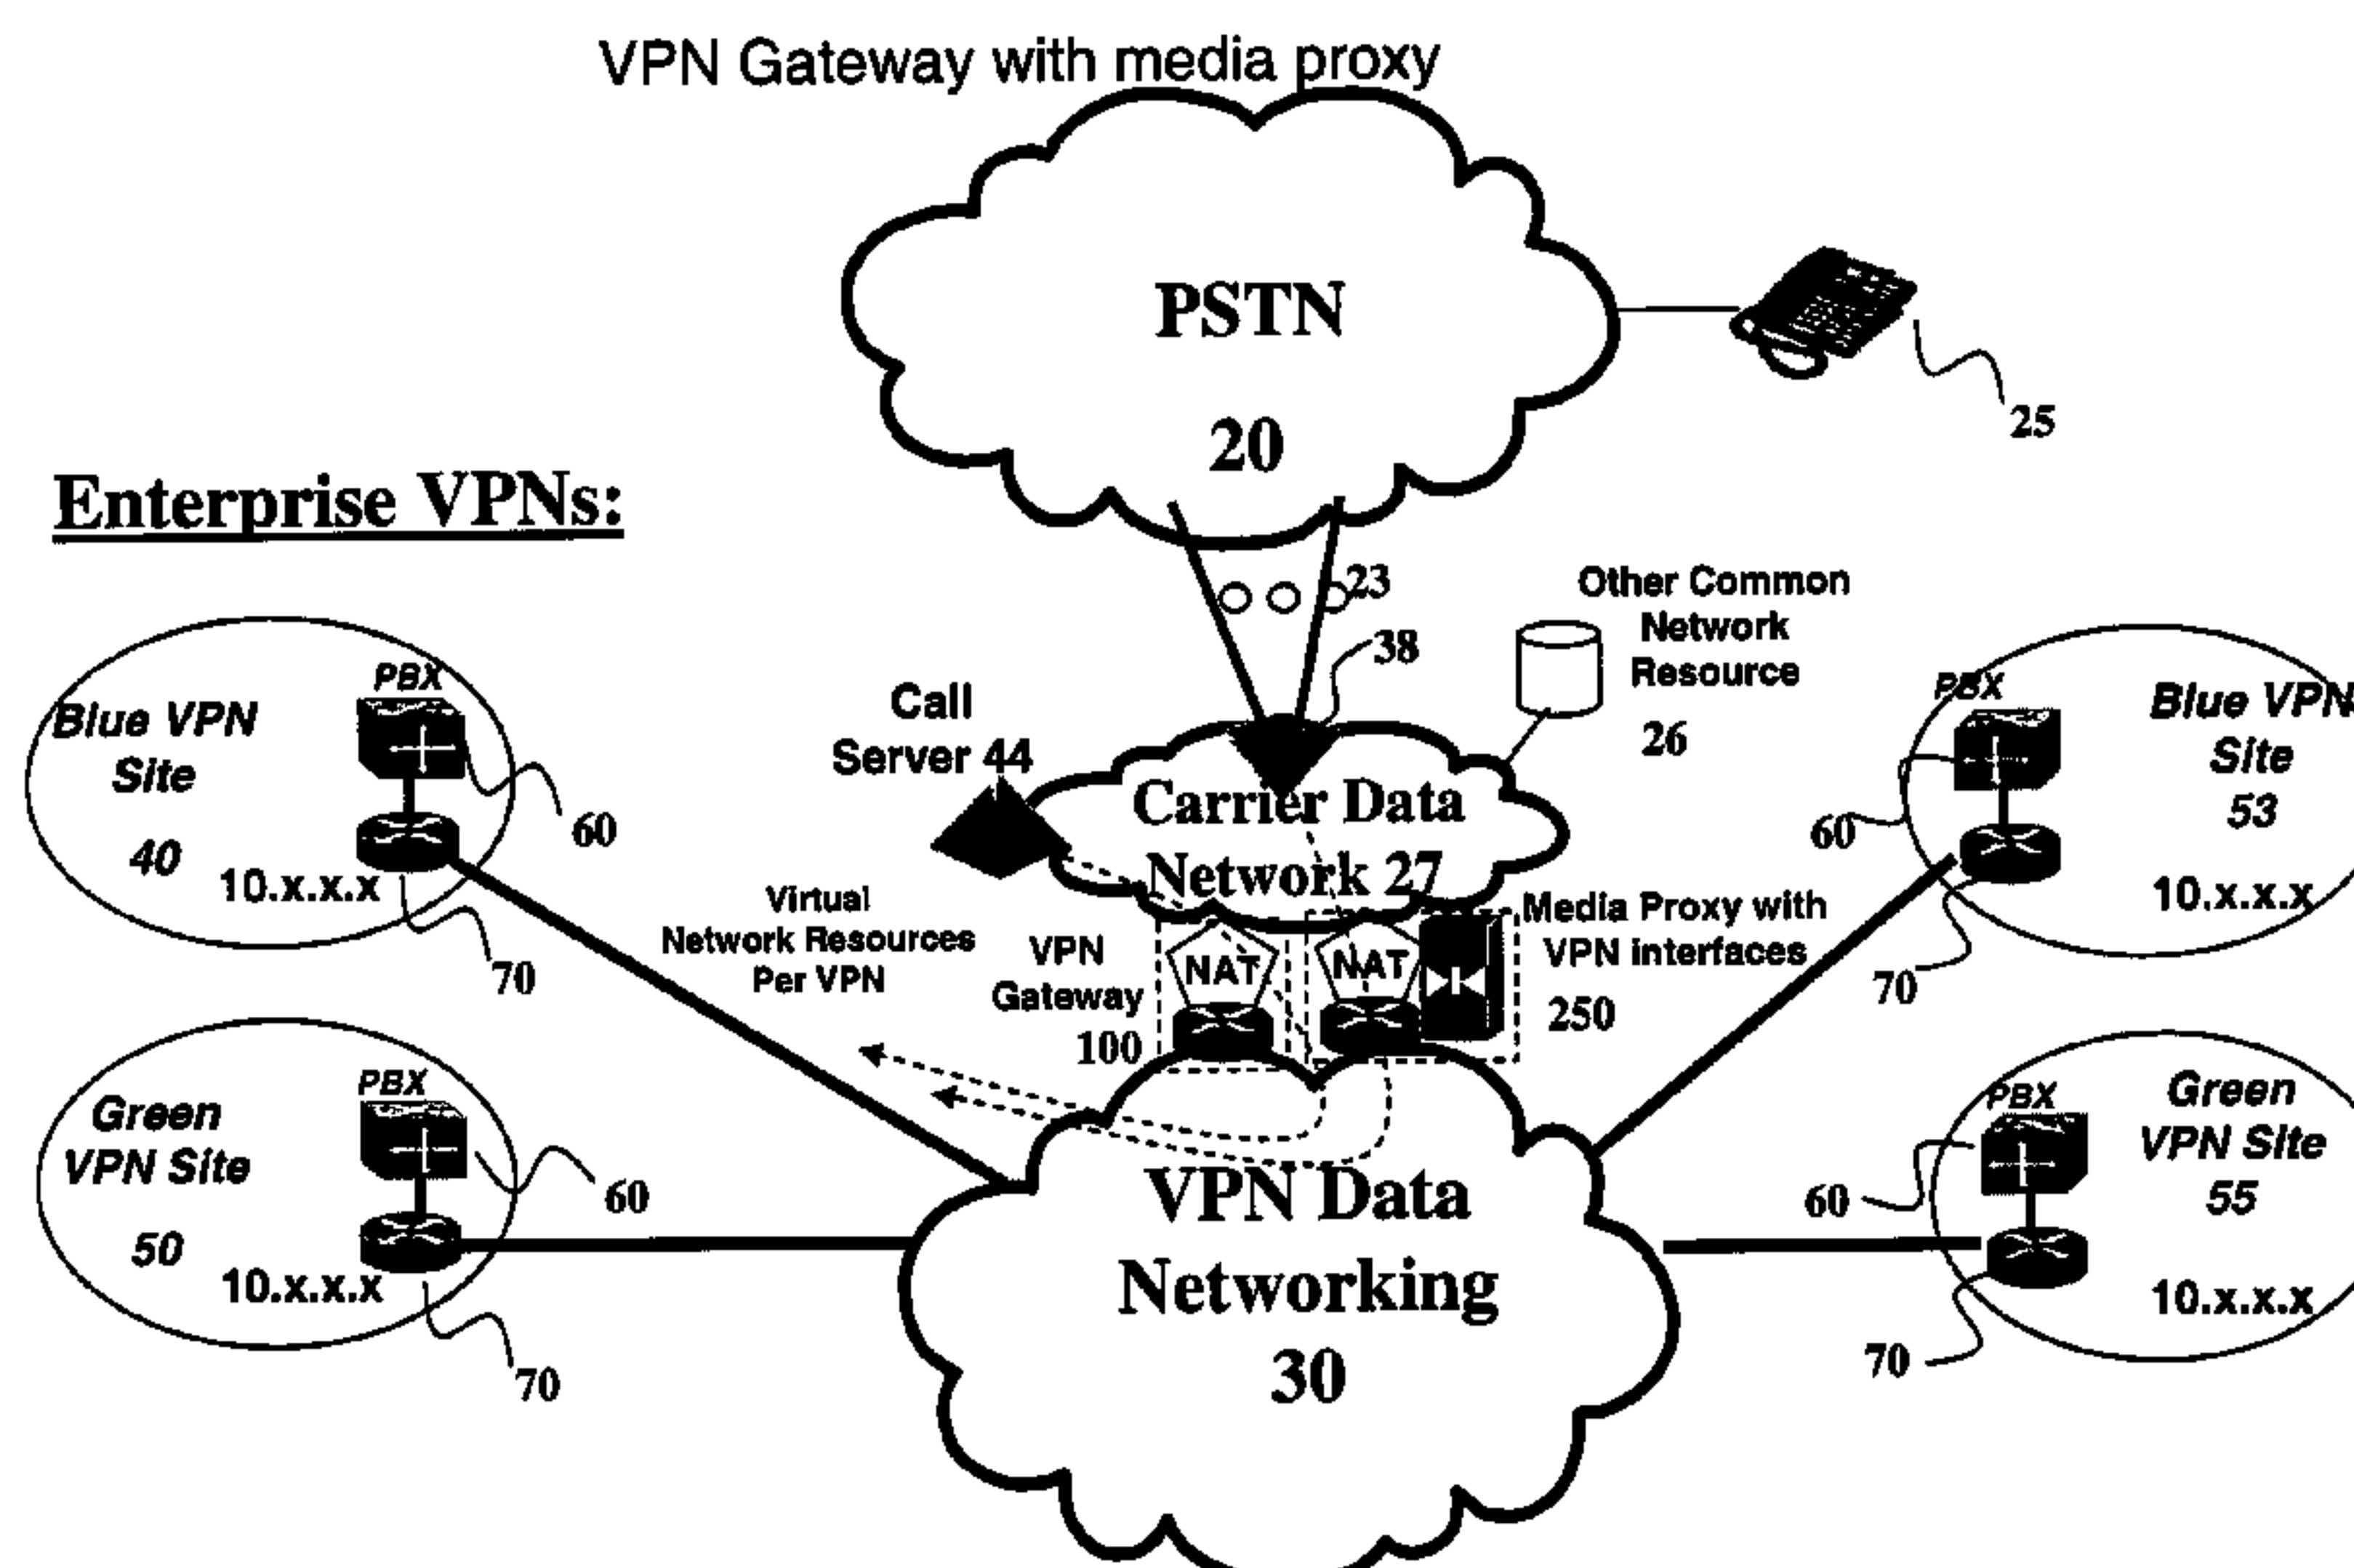 VPN Gateway with media proxy
PSTN
20
25
Enterprise VPNs:
23
38
Other Common
Network
Resource
26
Call
Server 44
Carrier Data
Network 27
PBX
Blue VPN
Site
40
10.x.x.x
60
70
PBX
Blue VPN
Site
53
10.x.x.x
60
70
Virtual
Network Resources
Per VPN
VPN
Gateway
100
NAT
NAT
Media Proxy with
VPN interfaces
250
PBX
Green
VPN Site
50
10.x.x.x
60
70
VPN Data
Networking
30
PBX
Green
VPN Site
55
10.x.x.x
60
70